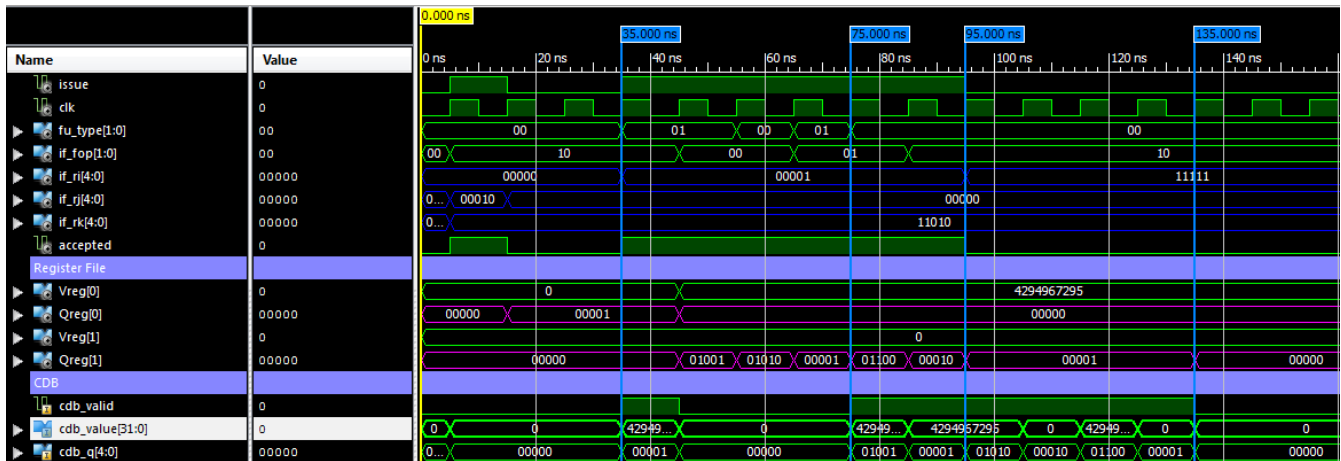 0.000 ns
35.000 ns 75.000 ns 95.000 ns 135.000 ns
Name Value 0 ns 20 ns 40 ns 60 ns 80 ns 100 ns 120 ns 140 ns
issue 0
clk 0
fu_type[1:0] 00 00 01 00 01 00
if_fop[1:0] 00 00 10 00 01 10
if_ri[4:0] 00000 00000 00001 11111
if_rj[4:0] 00000 0... 00010 00000
if_rk[4:0] 00000 0... 11010
accepted 0
Register File
Vreg[0] 0 0 4294967295
Qreg[0] 00000 00000 00001 00000
Vreg[1] 0 0
Qreg[1] 00000 00000 01001 01010 00001 01100 00010 00001 00000
CDB
cdb_valid 0
cdb_value[31:0] 0 0 0 42949... 0 42949... 4294967295 0 42949... 0 0
cdb_q[4:0] 00000 0... 00000 00001 00000 01001 00001 01010 00010 01100 00001 00000